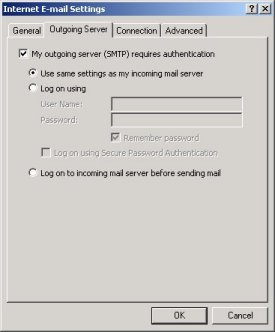 Internet E-mail Settings
General Outgoing Server Connection Advanced
My outgoing server (SMTP) requires authentication
Use same settings as my incoming mail server
Log on using
User Name:
Password:
Remember password
Log on using Secure Password Authentication
Log on to incoming mail server before sending mail
OK Cancel